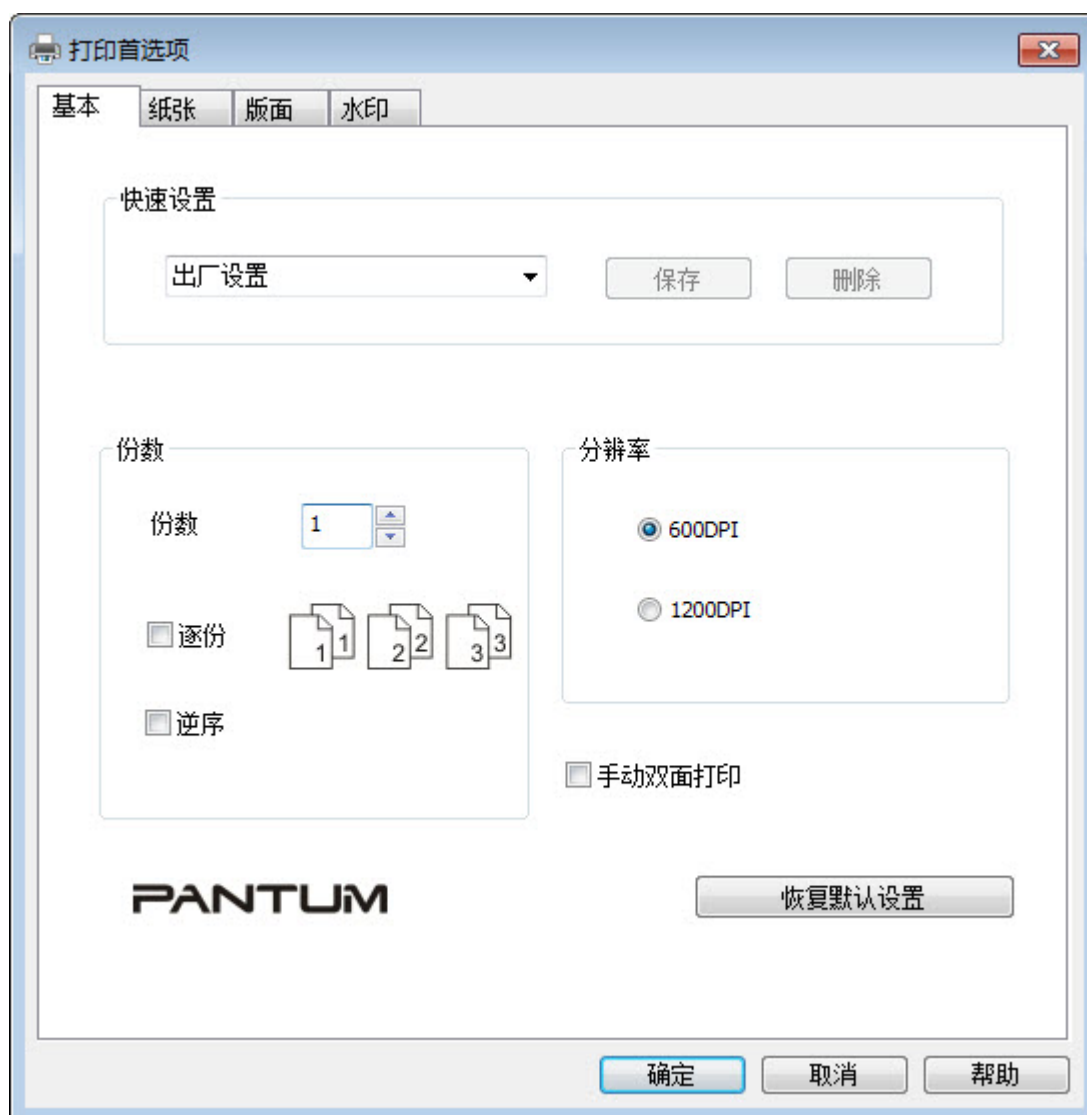 打印首选项
基本 纸张 版面 水印
快速设置
出厂设置 保存 删除
份数 分辨率
份数 1 600DPI
1200DPI
逐份 1 1 2 2 3 3
逆序
手动双面打印
PANTUM 恢复默认设置
确定 取消 帮助